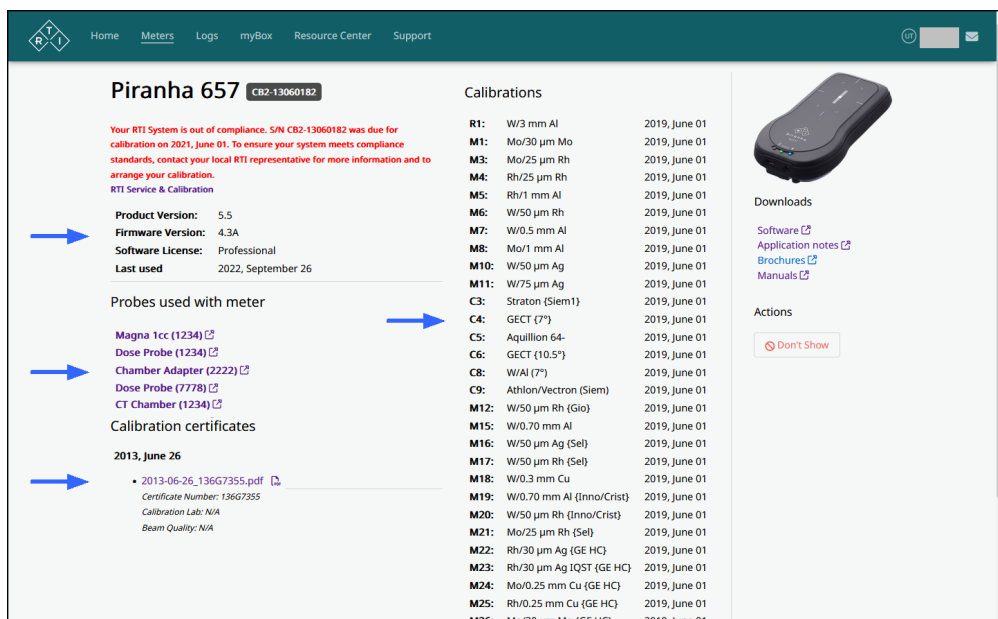 RTI
Home Meters Logs myBox Resource Center Support
UT
Piranha 657 CB2-13060182
Your RTI System is out of compliance. S/N CB2-13060182 was due for
calibration on 2021, June 01. To ensure your system meets compliance
standards, contact your local RTI representative for more information and to
arrange your calibration.
RTI Service & Calibration
Product Version: 5.5
Firmware Version: 4.3A
Software License: Professional
Last used 2022, September 26
Probes used with meter
Magna 1cc (1234)
Dose Probe (1234)
Chamber Adapter (2222)
Dose Probe (7778)
CT Chamber (1234)
Calibration certificates
2013, June 26
• 2013-06-26_136G7355.pdf
Certificate Number: 136G7355
Calibration Lab: N/A
Beam Quality: N/A
Calibrations
R1: W/3 mm Al 2019, June 01
M1: Mo/30 µm Mo 2019, June 01
M3: Mo/25 µm Rh 2019, June 01
M4: Rh/25 µm Rh 2019, June 01
M5: Rh/1 mm Al 2019, June 01
M6: W/50 µm Rh 2019, June 01
M7: W/0.5 mm Al 2019, June 01
M8: Mo/1 mm Al 2019, June 01
M10: W/50 µm Ag 2019, June 01
M11: W/75 µm Ag 2019, June 01
C3: Straton {Siem1} 2019, June 01
C4: GECT {7°} 2019, June 01
C5: Aquillion 64- 2019, June 01
C6: GECT {10.5°} 2019, June 01
C8: W/Al (7°) 2019, June 01
C9: Athlon/Vectron (Siem) 2019, June 01
M12: W/50 µm Rh {Gio} 2019, June 01
M15: W/0.70 mm Al 2019, June 01
M16: W/50 µm Ag {Sel} 2019, June 01
M17: W/50 µm Rh {Sel} 2019, June 01
M18: W/0.3 mm Cu 2019, June 01
M19: W/0.70 mm Al {Inno/Crist} 2019, June 01
M20: W/50 µm Rh {Inno/Crist} 2019, June 01
M21: Mo/25 µm Rh {Sel} 2019, June 01
M22: Rh/30 µm Ag {GE HC} 2019, June 01
M23: Rh/30 µm Ag IQST {GE HC} 2019, June 01
M24: Mo/0.25 mm Cu {GE HC} 2019, June 01
M25: Rh/0.25 mm Cu {GE HC} 2019, June 01
Downloads
Software
Application notes
Brochures
Manuals
Actions
Don't Show